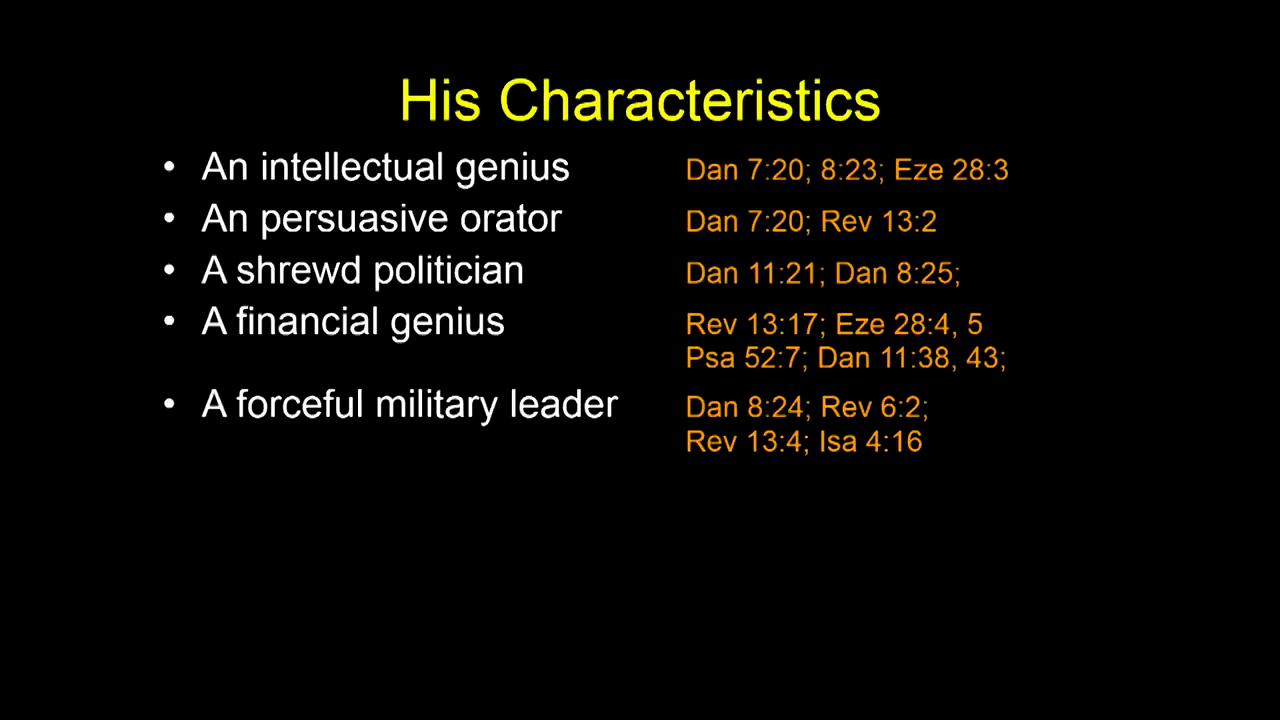 His Characteristics
• An intellectual genius Dan 7:20; 8:23; Eze 28:3
• An persuasive orator Dan 7:20; Rev 13:2
• A shrewd politician Dan 11:21; Dan 8:25;
• A financial genius Rev 13:17; Eze 28:4, 5
Psa 52:7; Dan 11:38, 43;
• A forceful military leader Dan 8:24; Rev 6:2;
Rev 13:4; Isa 4:16